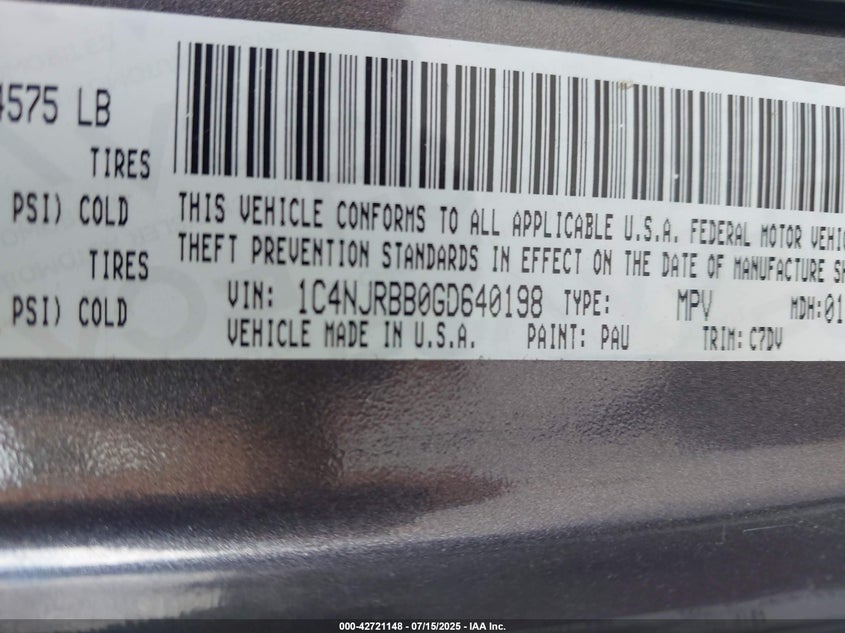 4575 LB
TIRES
PSI) COLD
TIRES
PSI) COLD
THIS VEHICLE CONFORMS TO ALL APPLICABLE U.S.A. FEDERAL MOTOR VEHIC
THEFT PREVENTION STANDARDS IN EFFECT ON THE DATE OF MANUFACTURE SH
VIN: 1C4NJRBB0GD640198 TYPE: MPV MDH:01
VEHICLE MADE IN U.S.A. PAINT: PAU TRIM: C7DV
000-42721148 - 07/15/2025 - IAA Inc.